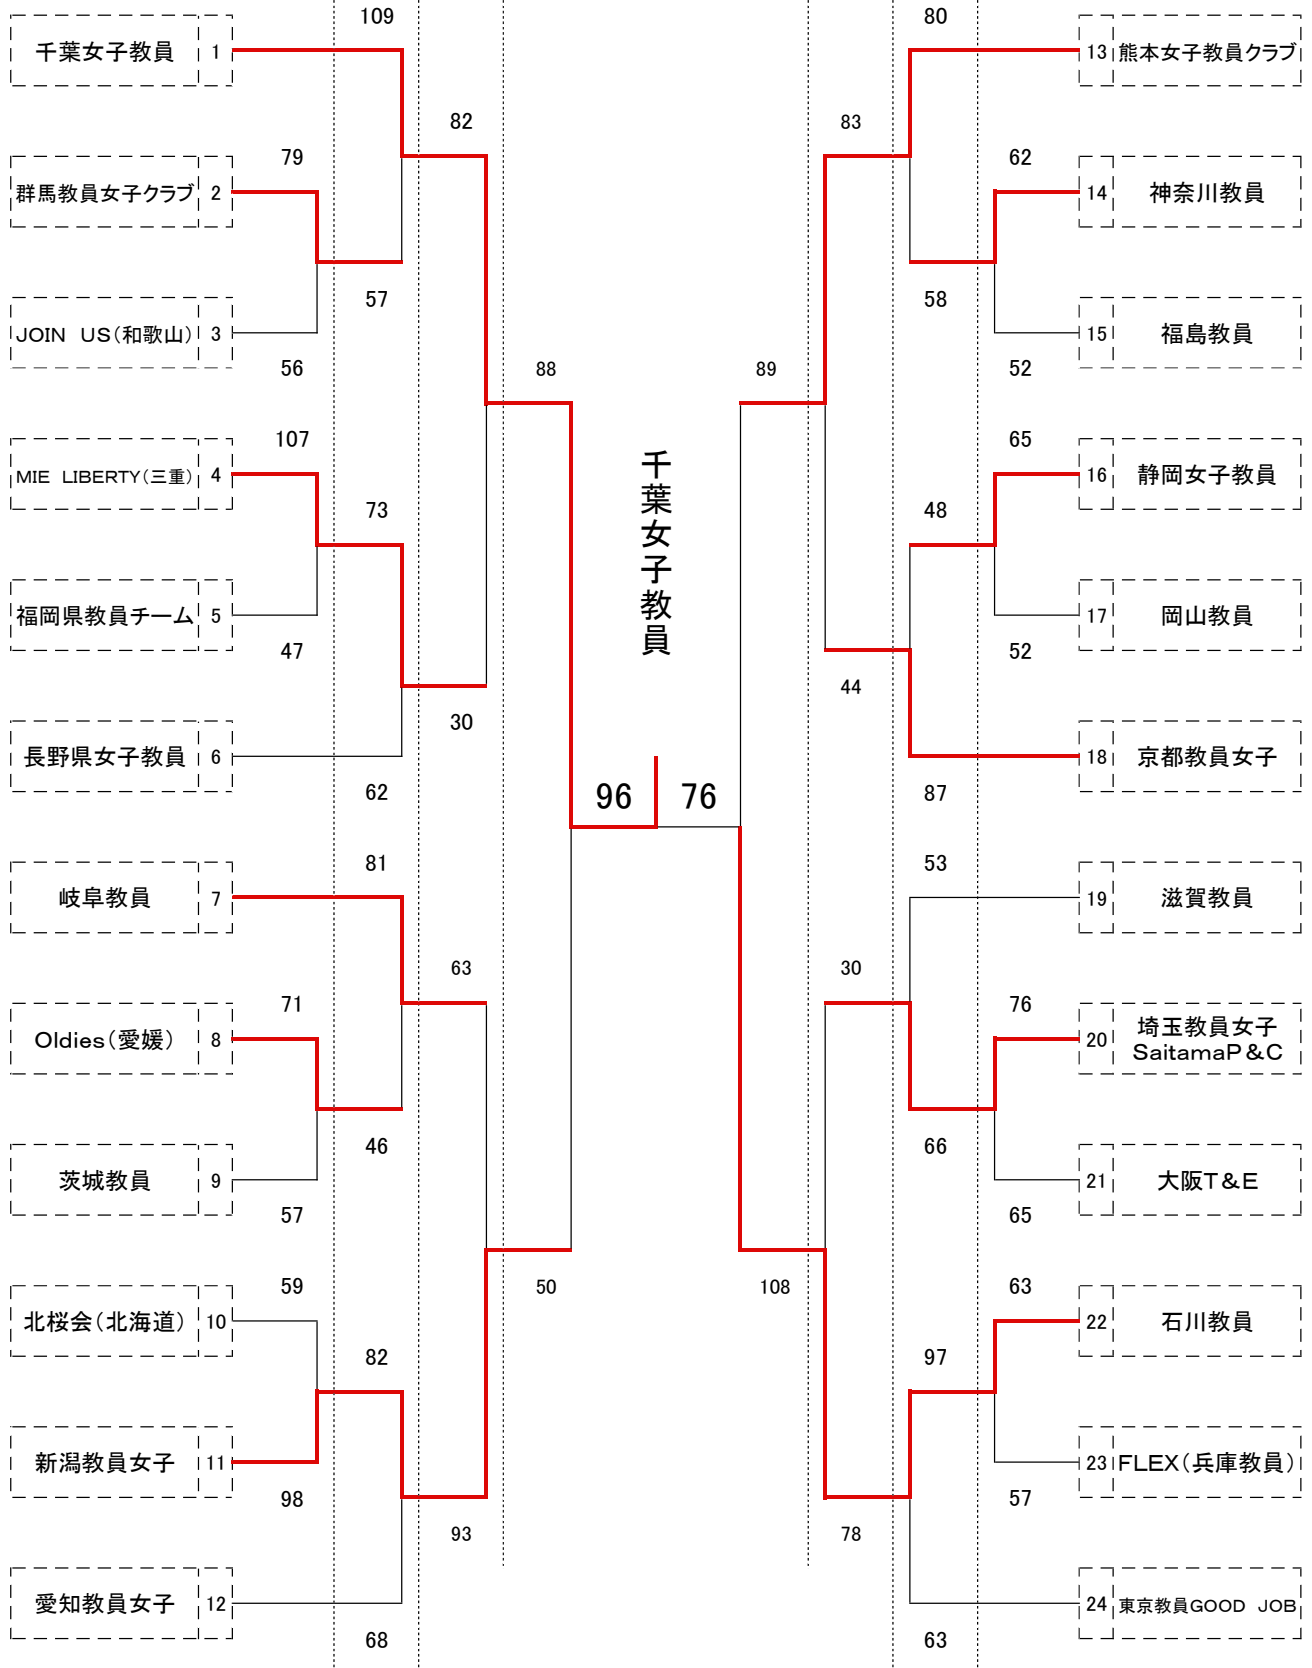 109
80
千葉女子教員 1
13 熊本女子教員クラブ
82
83
79
62
群馬教員女子クラブ 2
14 神奈川教員
57
58
JOIN US(和歌山) 3
15 福島教員
56
52
88
89
107
65
MIE LIBERTY(三重) 4
16 静岡女子教員
千葉女子教員
73
48
福岡県教員チーム 5
17 岡山教員
47
52
44
30
長野県女子教員 6
18 京都教員女子
62
87
96 76
81
53
岐阜教員 7
19 滋賀教員
63
30
71
76
Oldies(愛媛) 8
20 埼玉教員女子
SaitamaP&C
46
66
茨城教員 9
21 大阪T&E
57
65
59
63
50
108
北桜会(北海道) 10
22 石川教員
82
97
新潟教員女子 11
23 FLEX(兵庫教員)
98
57
93
78
愛知教員女子 12
24 東京教員GOOD JOB
68
63